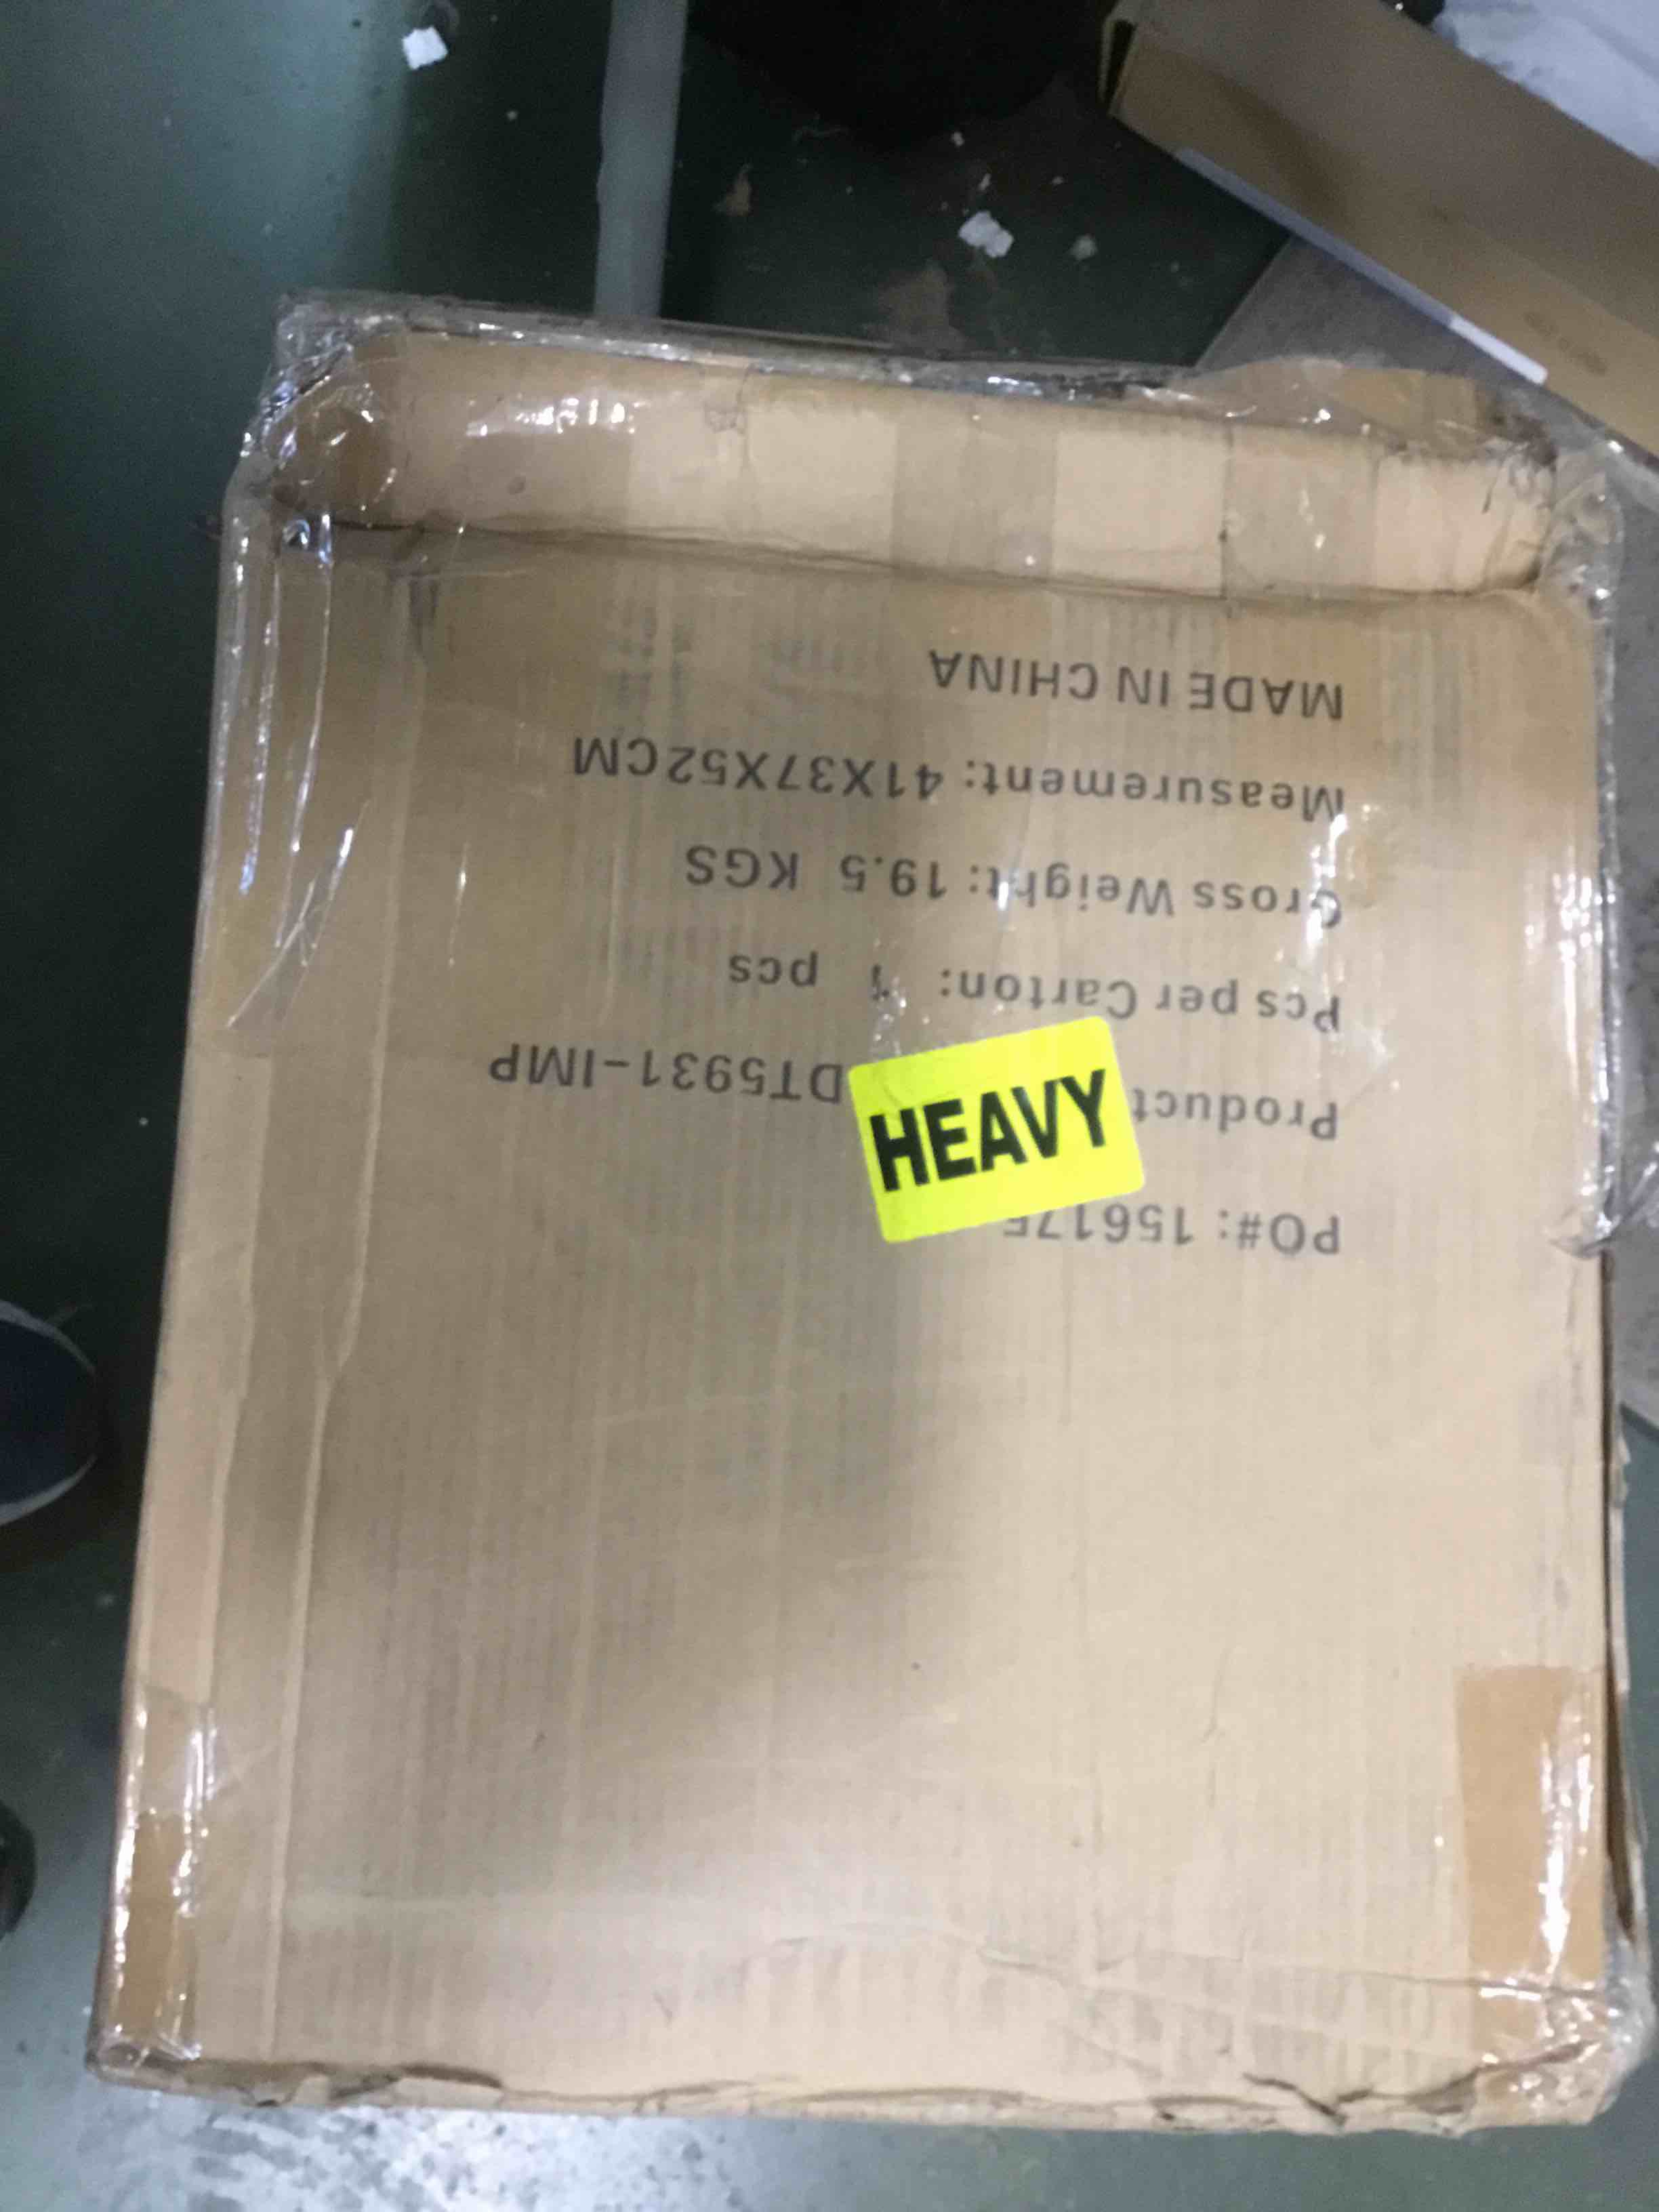 PO#: 15617
Product DT5931-IMP
Pcs per Carton: 1 pcs
Gross Weight: 19.5 KGS
Measurement: 41X37X52CM
MADE IN CHINA
HEAVY